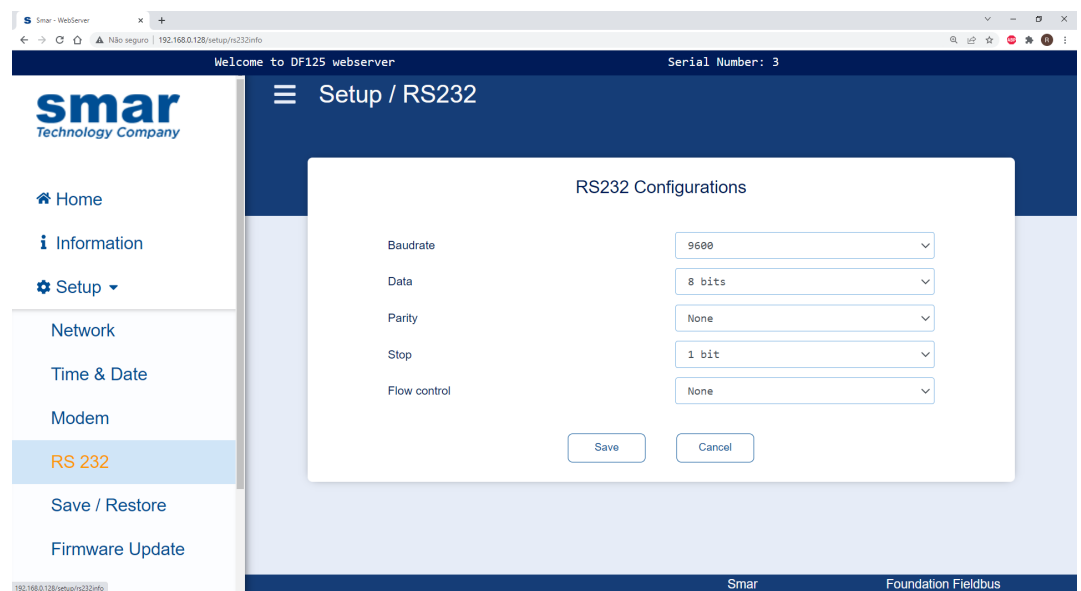 Smar - WebServer
Não seguro | 192.168.0.128/setup/rs232info
Welcome to DF125 webserver Serial Number: 3
smar
Technology Company
Setup / RS232
Home
Information
Setup
Network
Time & Date
Modem
RS 232
Save / Restore
Firmware Update
RS232 Configurations
Baudrate 9600
Data 8 bits
Parity None
Stop 1 bit
Flow control None
Save Cancel
192.168.0.128/setup/rs232info
Smar Foundation Fieldbus